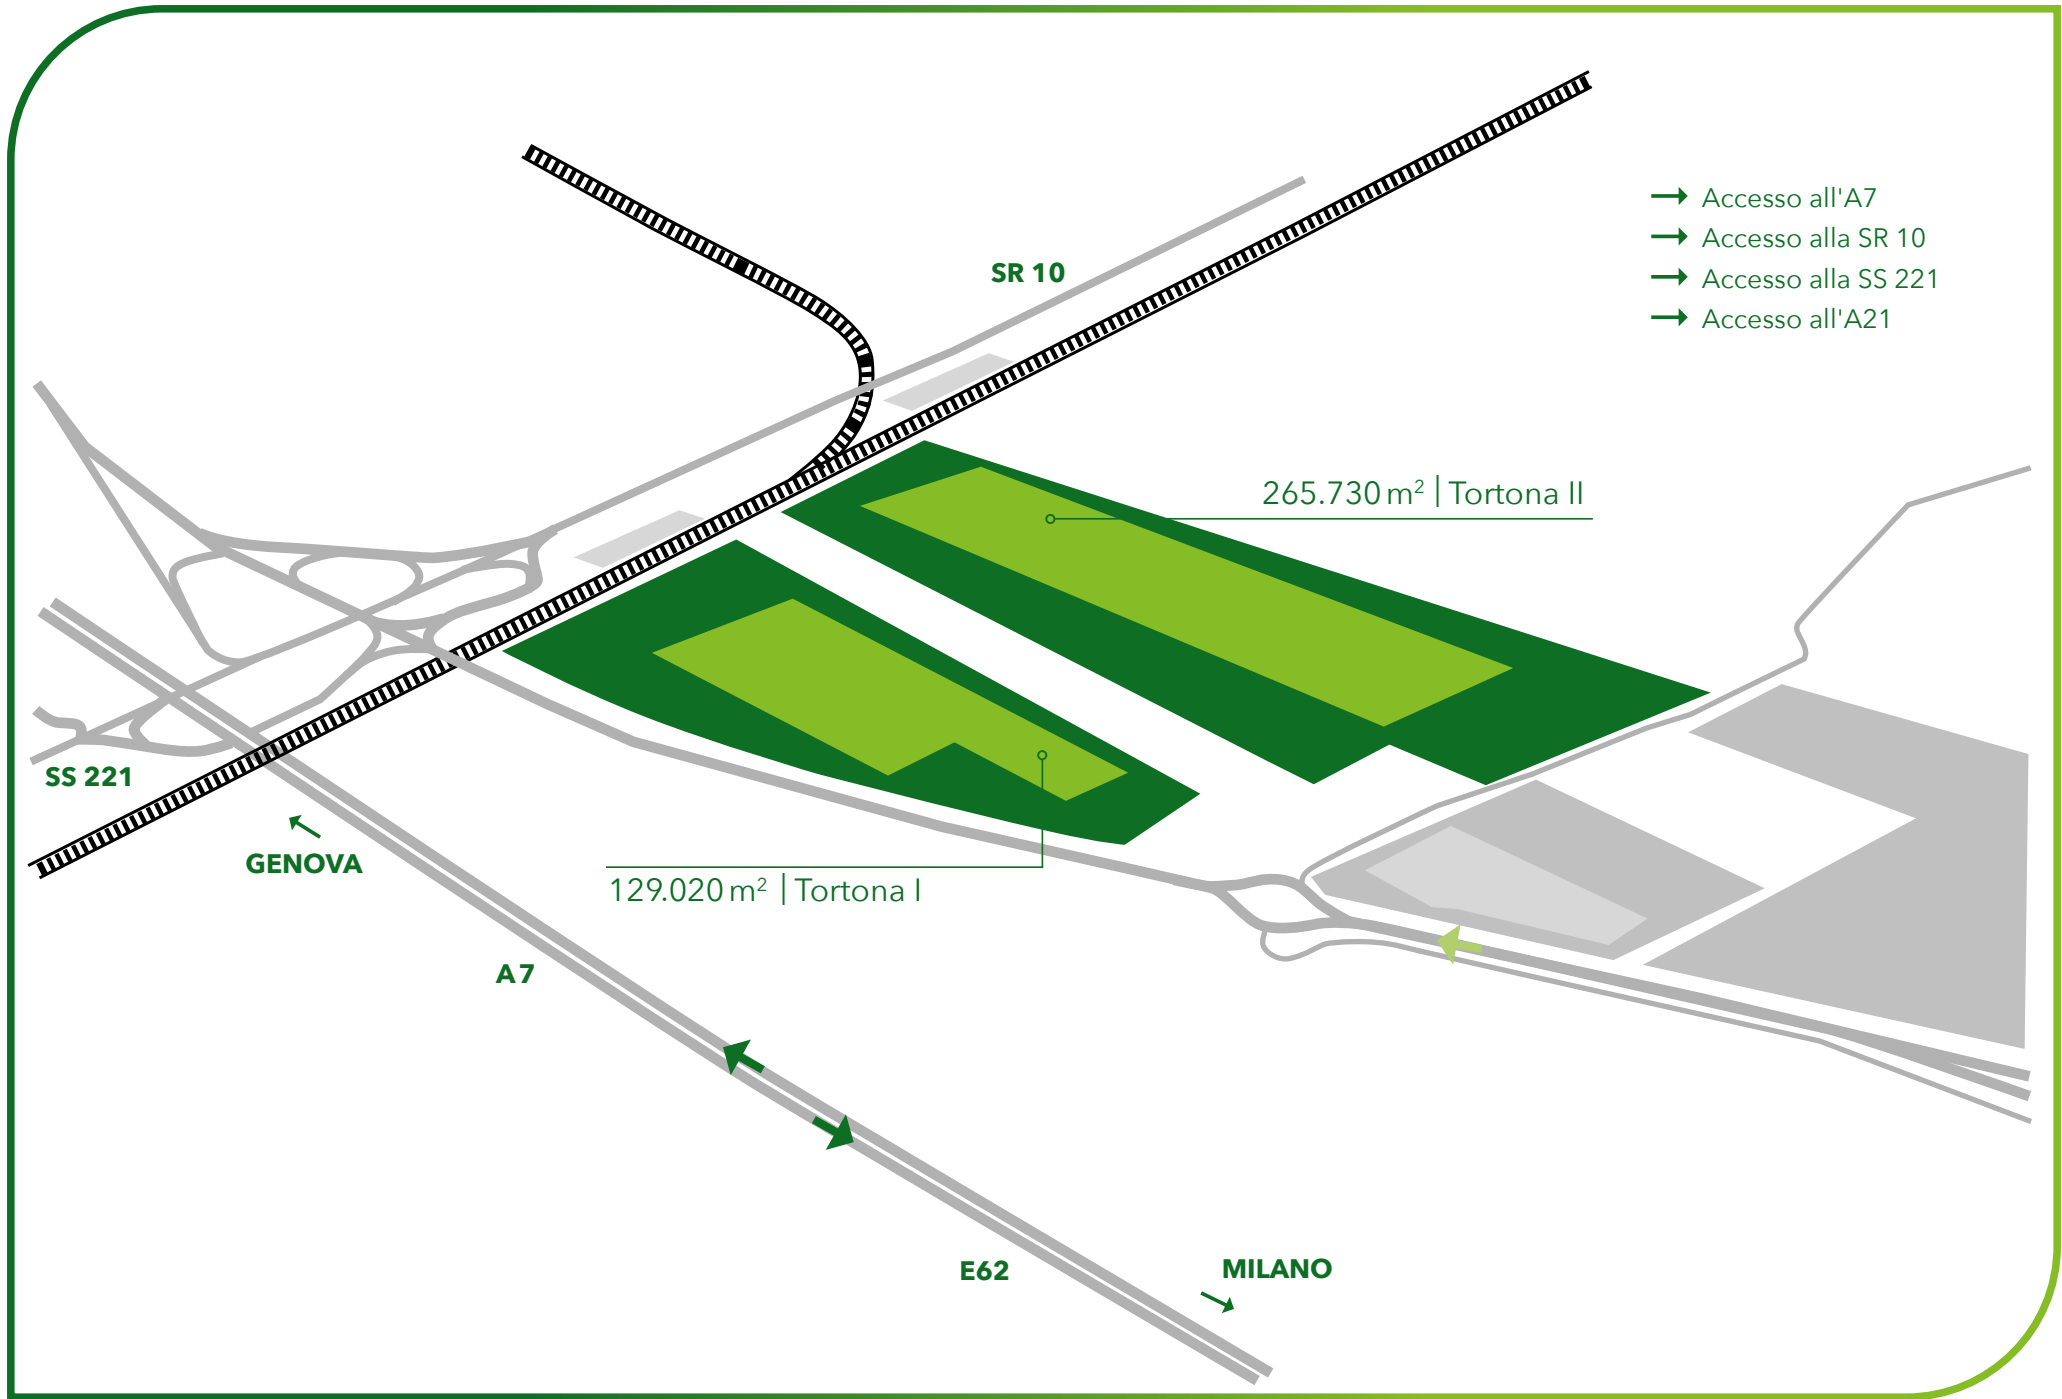 Accesso all'A7
Accesso alla SR 10
Accesso alla SS 221
Accesso all'A21
SR 10
265.730 m² | Tortona II
SS 221
GENOVA
129.020 m² | Tortona I
A7
E62
MILANO